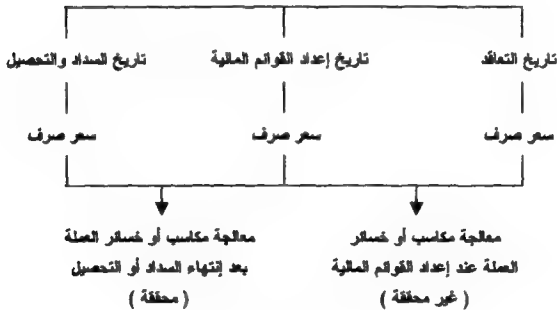 تاريخ التعاقد
تاريخ إعداد القوائم المالية
تاريخ السداد والتحصيل
سعر صرف
سعر صرف
سعر صرف
معالجة مكاسب أو خسائر
العملة عند إعداد القوائم المالية
( غير محققة )
معالجة مكاسب أو خسائر العملة
بعد إنتهاء السداد أو التحصيل
( محققة )